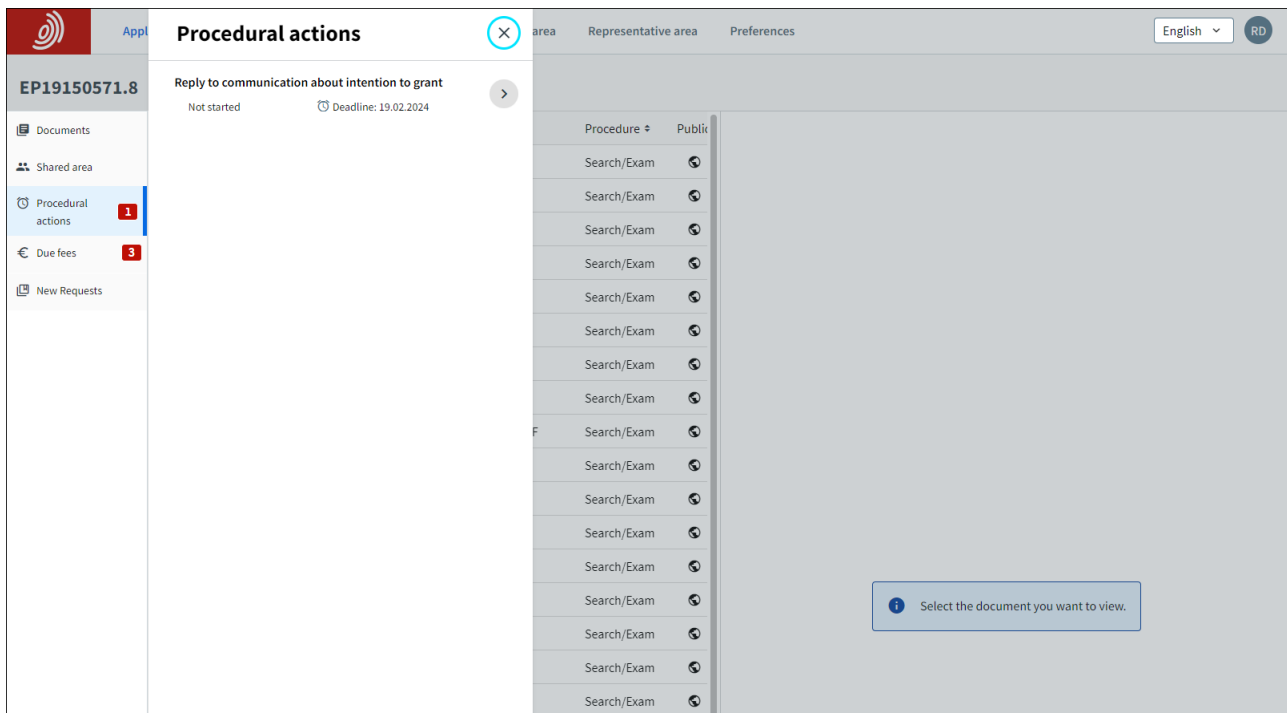 Appl
Procedural actions
area
Representative area
Preferences
English
RD
EP19150571.8
Reply to communication about intention to grant
Not started
Deadline: 19.02.2024
Documents
Shared area
Procedural
actions
1
Due fees
3
New Requests
Procedure
Public
Search/Exam
Search/Exam
Search/Exam
Search/Exam
Search/Exam
Search/Exam
Search/Exam
Search/Exam
F
Search/Exam
Search/Exam
Search/Exam
Search/Exam
Search/Exam
Search/Exam
Search/Exam
Search/Exam
Search/Exam
Select the document you want to view.